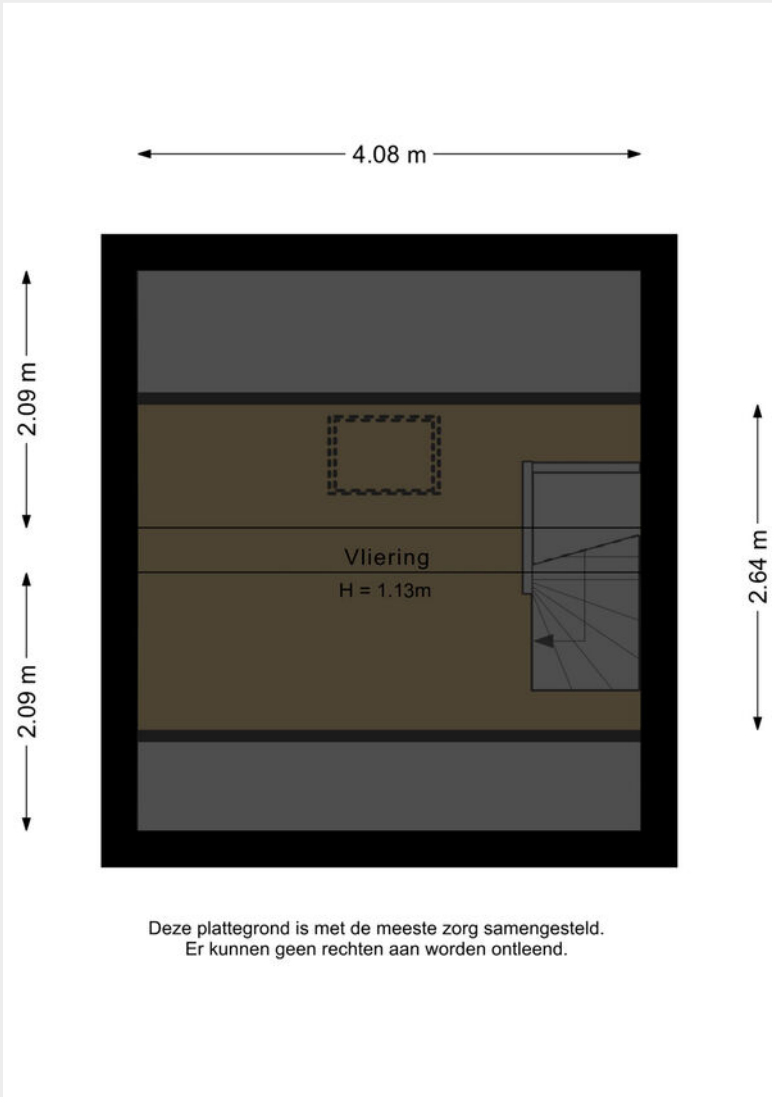 4.08 m
2.09 m
2.64 m
Vliering
H = 1.13m
2.09 m
Deze plattegrond is met de meeste zorg samengesteld.
Er kunnen geen rechten aan worden ontleend.